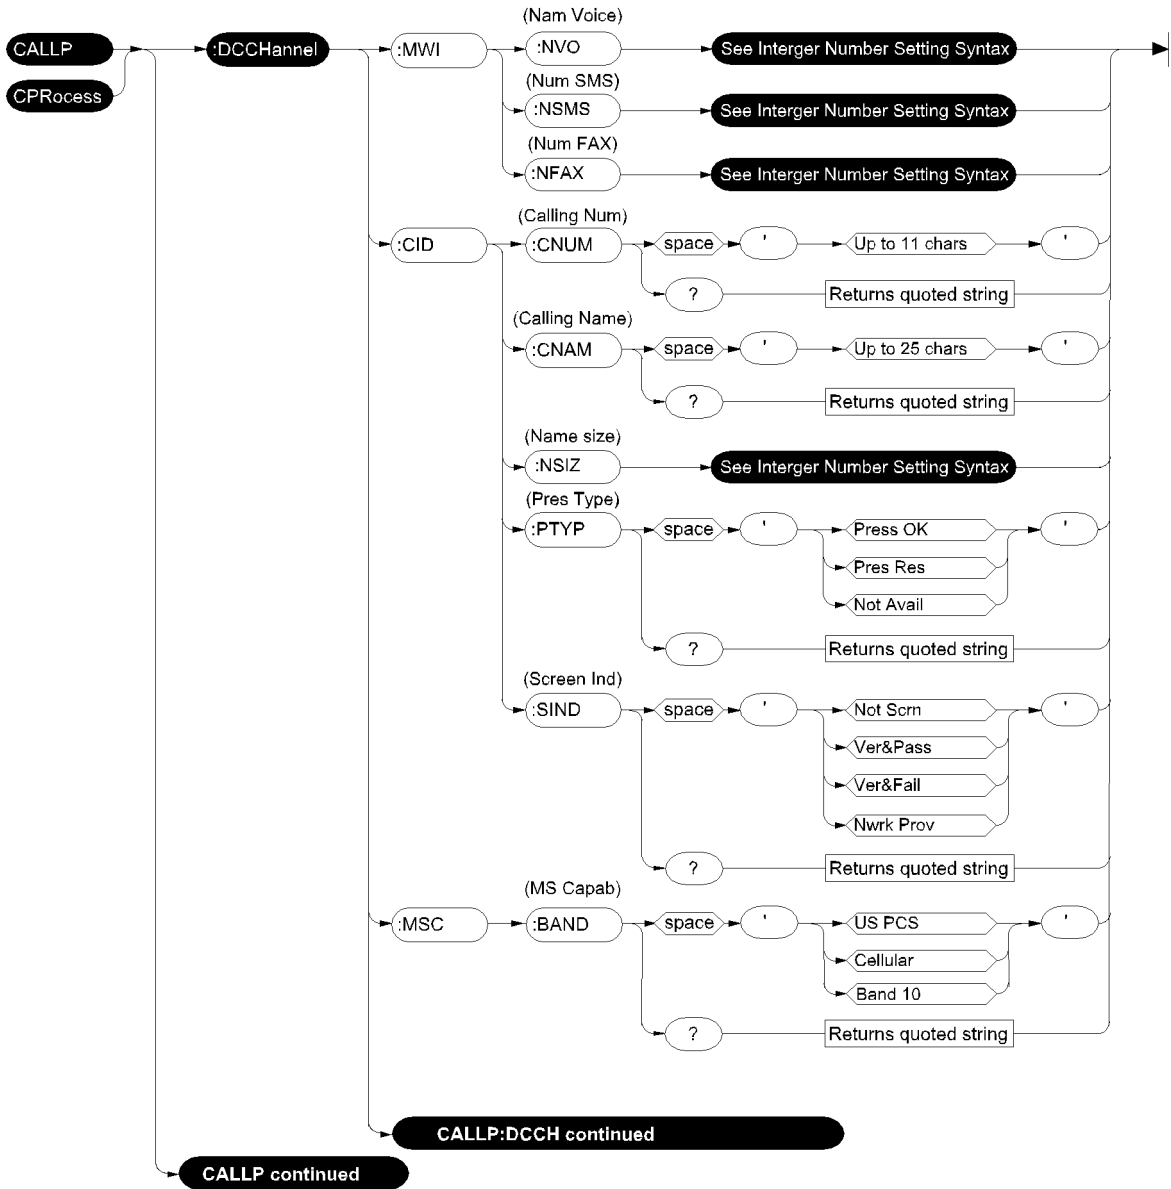 (Nam Voice)
CALLP :DCCHannel :MWI :NVO See Interger Number Setting Syntax
(Num SMS)
CPRocess :NSMS See Interger Number Setting Syntax
(Num FAX)
:NFAX See Interger Number Setting Syntax
(Calling Num)
:CID :CNUM space ' Up to 11 chars '
? Returns quoted string
(Calling Name)
:CNAM space ' Up to 25 chars '
? Returns quoted string
(Name size)
:NSIZ See Interger Number Setting Syntax
(Pres Type)
:PTYP space ' Press OK '
Pres Res
Not Avail
? Returns quoted string
(Screen Ind)
:SIND space ' Not Scrn '
Ver&Pass
Ver&Fail
Nwrk Prov
? Returns quoted string
(MS Capab)
:MSC :BAND space ' US PCS '
Cellular
Band 10
? Returns quoted string
CALLP:DCCH continued
CALLP continued